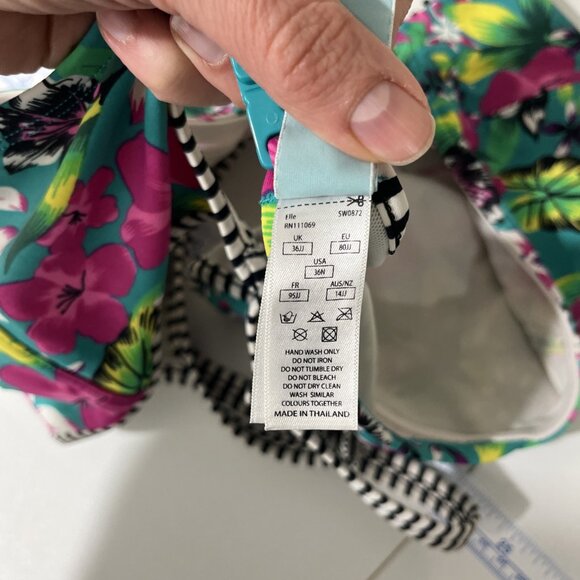 Elle SW0872
RN111069
UK EU
36JJ 80JJ
USA
36N
FR AUS/NZ
95JJ 14JJ
HAND WASH ONLY
DO NOT IRON
DO NOT TUMBLE DRY
DO NOT BLEACH
DO NOT DRY CLEAN
WASH SIMILAR
COLOURS TOGETHER
MADE IN THAILAND